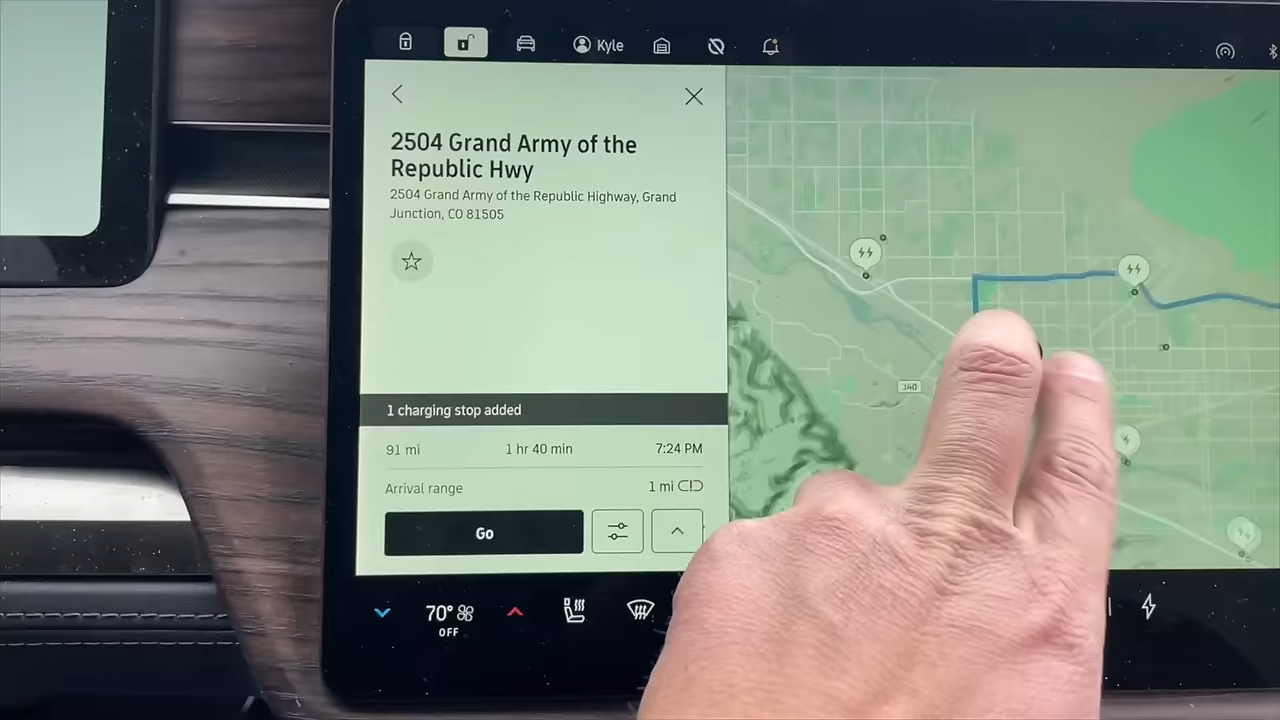 Kyle
2504 Grand Army of the
Republic Hwy
2504 Grand Army of the Republic Highway, Grand
Junction, CO 81505
340
1 charging stop added
91 mi 1 hr 40 min 7:24 PM
Arrival range 1 mi
Go
70°
OFF